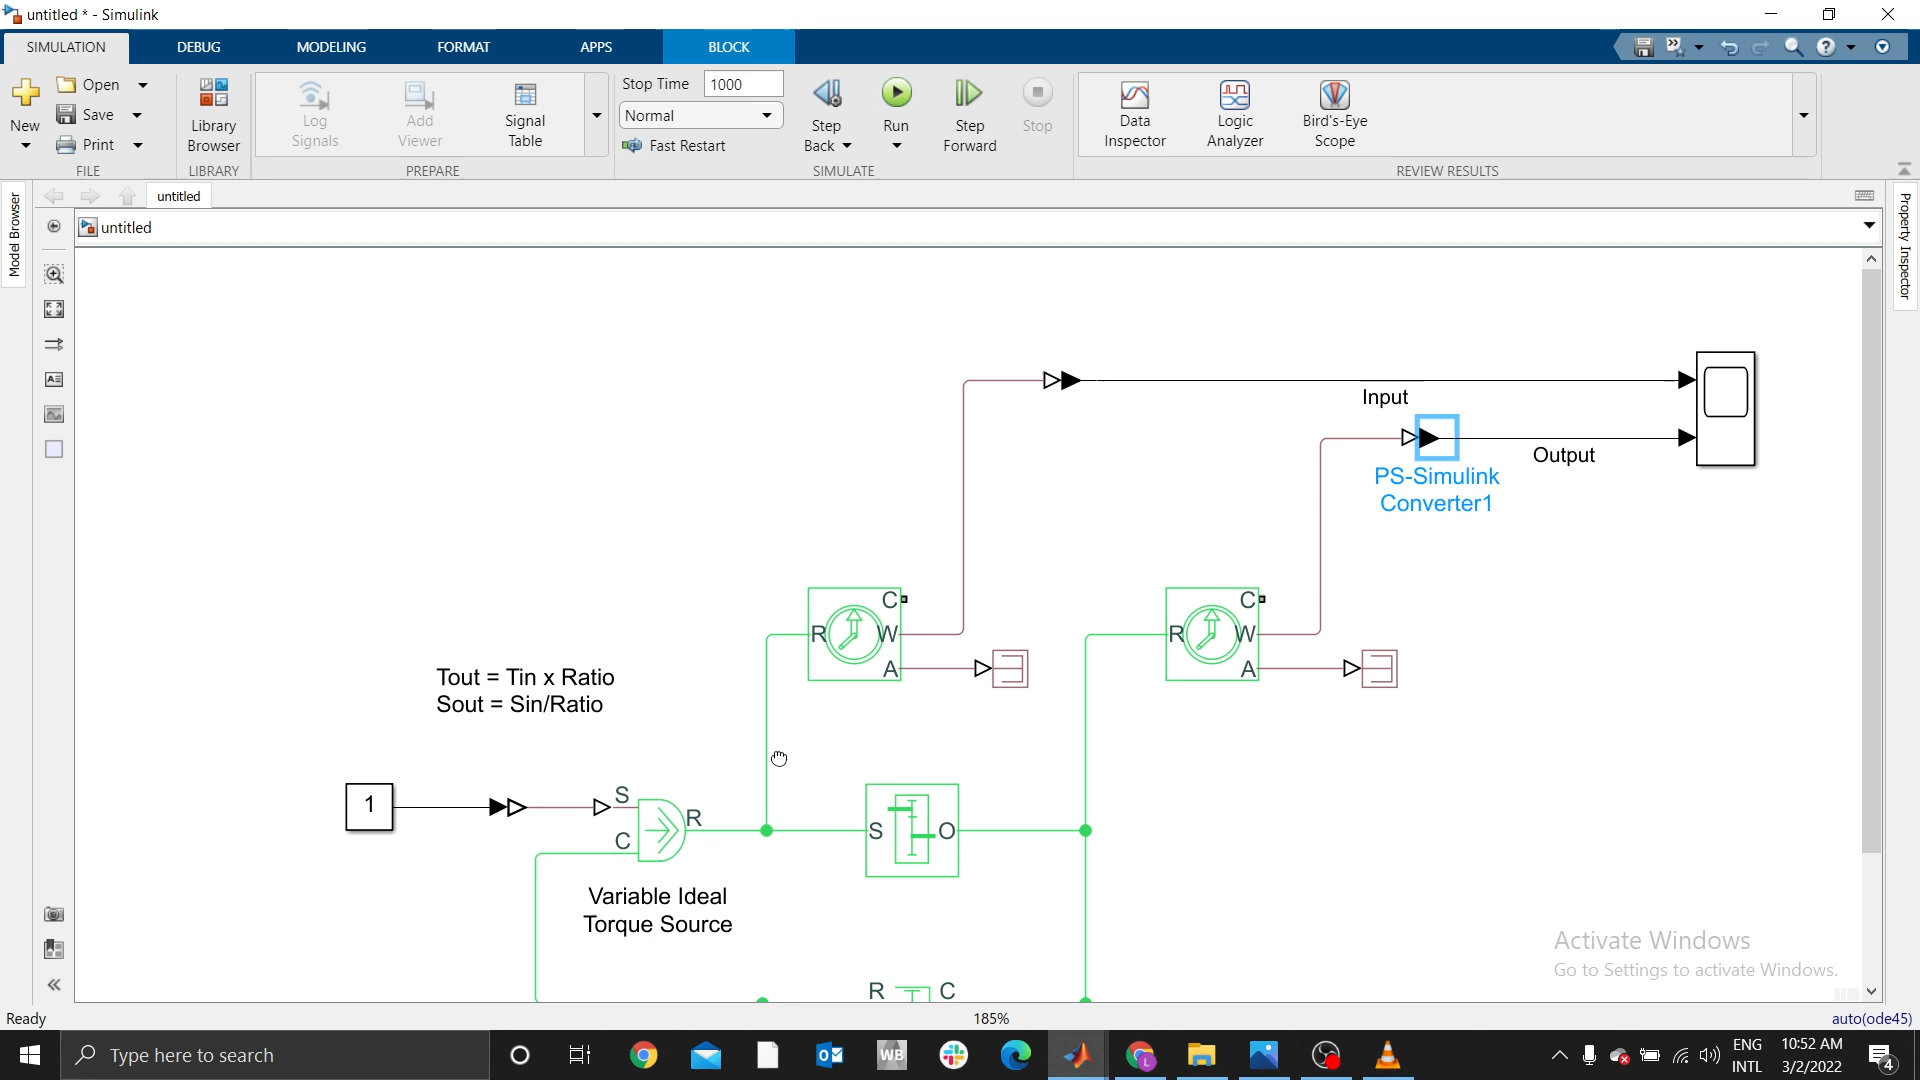 untitled * - Simulink
SIMULATION
DEBUG
MODELING
FORMAT
APPS
BLOCK
New
Open
Save
Print
FILE
Library
Browser
LIBRARY
Log
Signals
Add
Viewer
Signal
Table
PREPARE
Stop Time
1000
Normal
Fast Restart
Step
Back
Run
Step
Forward
Stop
SIMULATE
Data
Inspector
Logic
Analyzer
Bird's-Eye
Scope
REVIEW RESULTS
Model Browser
untitled
untitled
Property Inspector
Input
Output
PS-Simulink
Converter1
C
R
W
A
C
R
W
A
Tout = Tin x Ratio
Sout = Sin/Ratio
1
S
C
R
S
O
Variable Ideal
Torque Source
R
C
Activate Windows
Go to Settings to activate Windows.
Ready
185%
auto(ode45)
Type here to search
WB
L
ENG
INTL
10:52 AM
3/2/2022
4